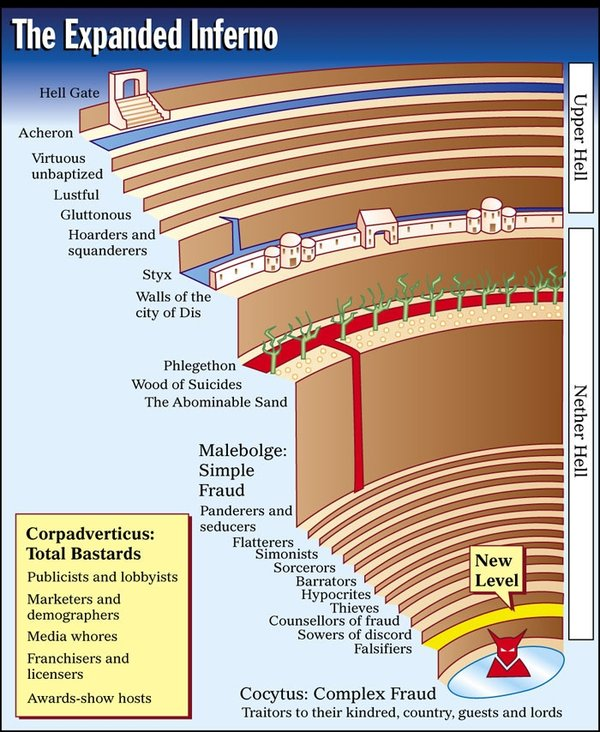 The Expanded Inferno
Hell Gate
Acheron
Virtuous
unbaptized
Lustful
Gluttonous
Hoarders and
squanderers
Styx
Walls of the
city of Dis
Phlegethon
Wood of Suicides
The Abominable Sand
Malebolge:
Simple
Fraud
Panderers and
seducers
Flatterers
Simonists
Sorcerors
Barrators
Hypocrites
Thieves
Counsellors of fraud
Sowers of discord
Falsifiers
Cocytus: Complex Fraud
Traitors to their kindred, country, guests and lords
Upper Hell
Nether Hell
New
Level
Corpadverticus:
Total Bastards
Publicists and lobbyists
Marketers and
demographers
Media whores
Franchisers and
licensers
Awards-show hosts